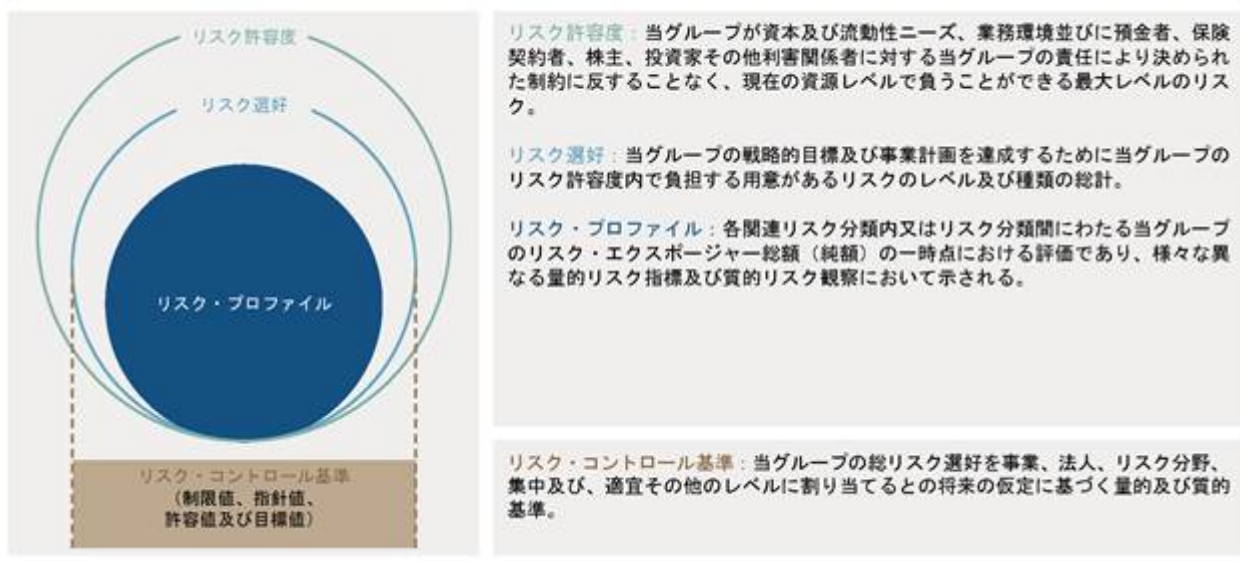 リスク許容度
リスク選好
リスク・プロファイル
リスク・コントロール基準
（制限値、指針値、
許容値及び目標値）
リスク許容度：当グループが資本及び流動性ニーズ、業務環境並びに預金者、保険
契約者、株主、投資家その他利害関係者に対する当グループの責任により決められ
た制約に反することなく、現在の資源レベルで負うことができる最大レベルのリス
ク。
リスク選好：当グループの戦略的目標及び事業計画を達成するために当グループの
リスク許容度内で負担する用意があるリスクのレベル及び種類の総計。
リスク・プロファイル：各関連リスク分類内又はリスク分類間にわたる当グループ
のリスク・エクスポージャー総額（純額）の一時点における評価であり、様々な異
なる量的リスク指標及び質的リスク観察において示される。
リスク・コントロール基準：当グループの総リスク選好を事業、法人、リスク分野、
集中及び、適宜その他のレベルに割り当てるとの将来の仮定に基づく量的及び質的
基準。